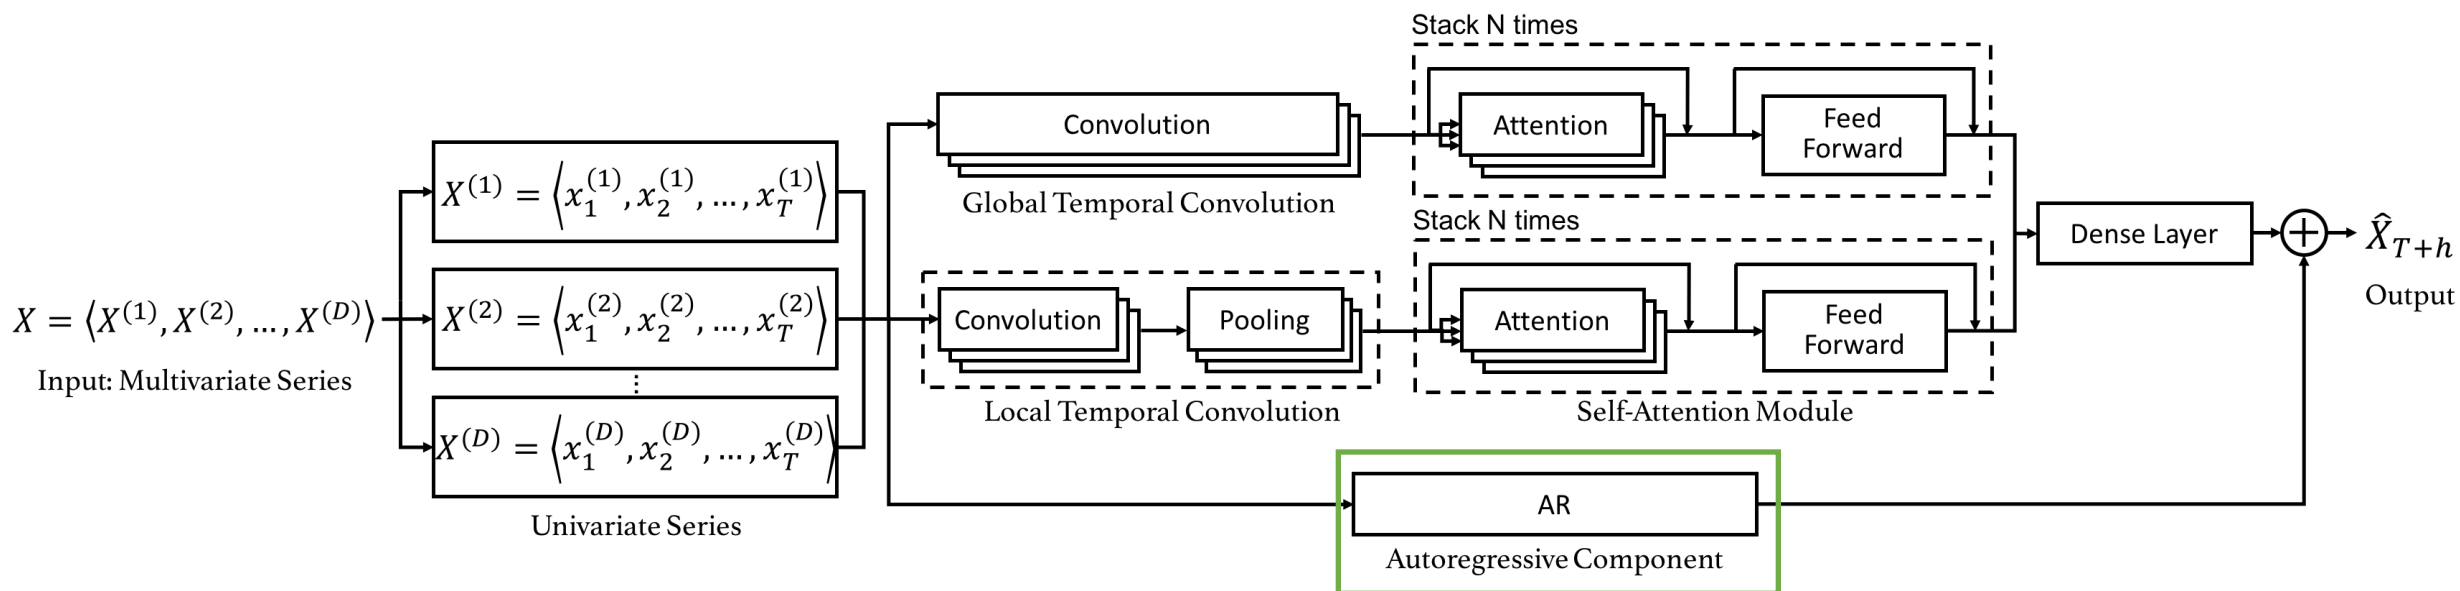 X = ⟨X^(1), X^(2), ..., X^(D)⟩
Input: Multivariate Series
X^(1) = ⟨x_1^(1), x_2^(1), ..., x_T^(1)⟩
X^(2) = ⟨x_1^(2), x_2^(2), ..., x_T^(2)⟩
⋮
X^(D) = ⟨x_1^(D), x_2^(D), ..., x_T^(D)⟩
Univariate Series
Convolution
Global Temporal Convolution
Convolution
Pooling
Local Temporal Convolution
Stack N times
Attention
Feed
Forward
Stack N times
Attention
Feed
Forward
Self-Attention Module
AR
Autoregressive Component
Dense Layer
+
X̂_{T+h}
Output